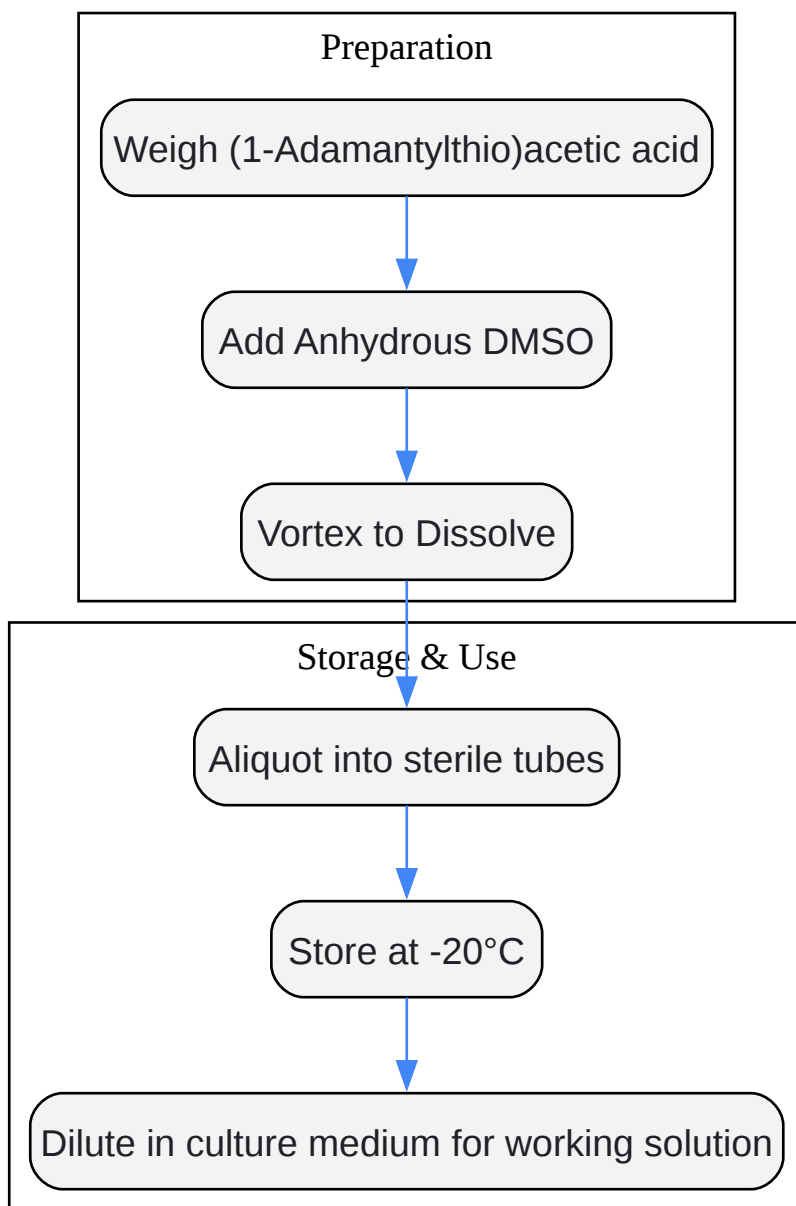 Preparation
Weigh (1-Adamantylthio)acetic acid
Add Anhydrous DMSO
Vortex to Dissolve
Storage & Use
Aliquot into sterile tubes
Store at -20°C
Dilute in culture medium for working solution